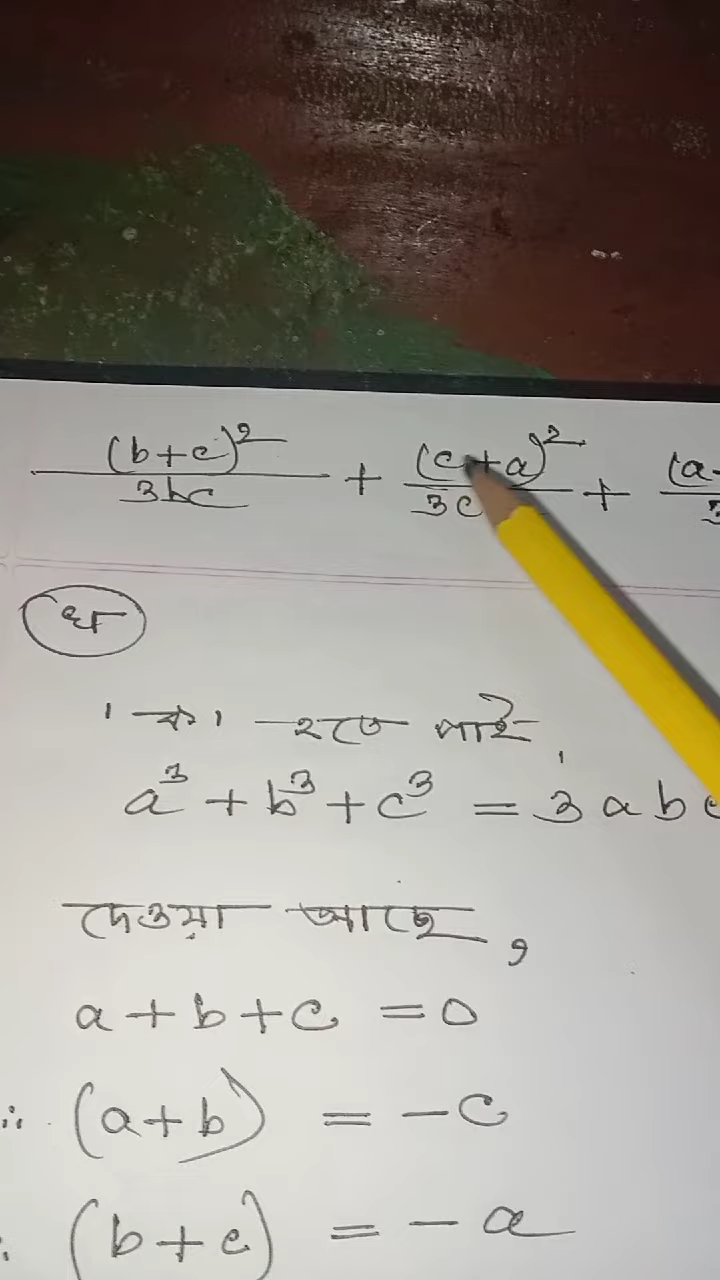 (b+c)²/3bc + (c+a)²/3c + (a
খ
'ক' হতে পাই,
a³ + b³ + c³ = 3abc
দেওয়া আছে,
a + b + c = 0
∴ (a+b) = -c
∴ (b+c) = -a